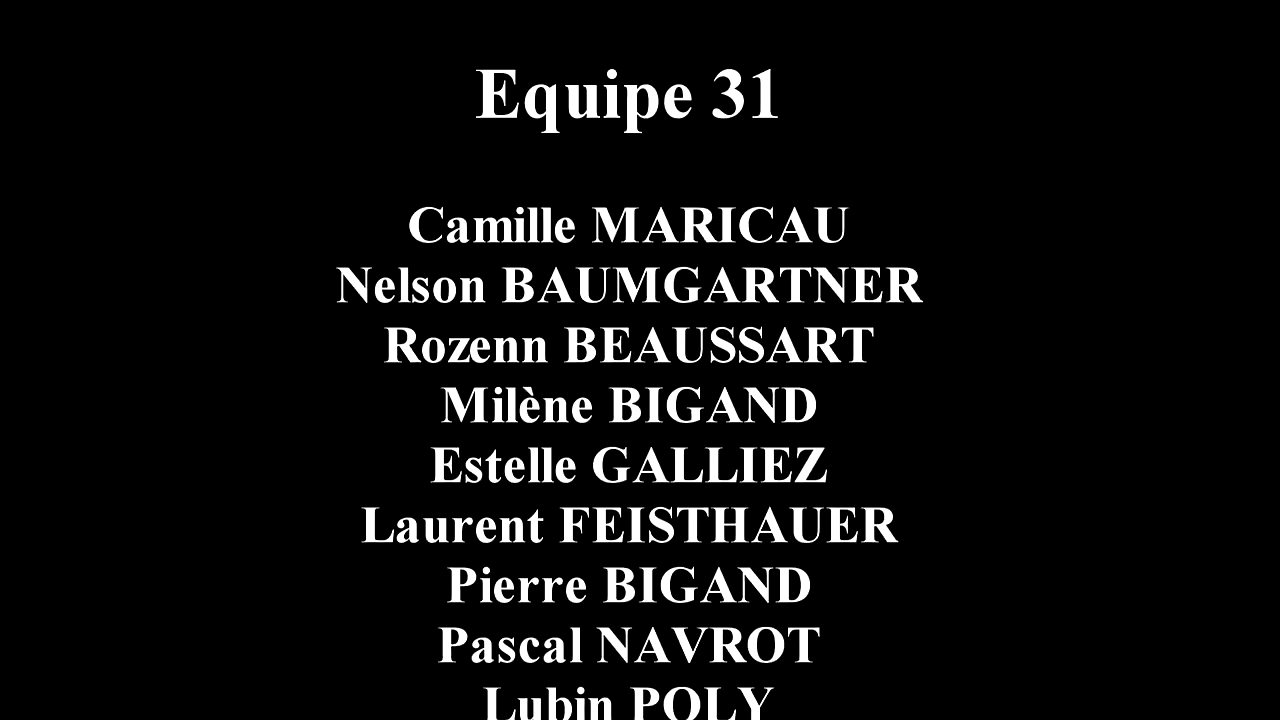 Equipe 31
Camille MARICAU
Nelson BAUMGARTNER
Rozenn BEAUSSART
Milène BIGAND
Estelle GALLIEZ
Laurent FEISTHAUER
Pierre BIGAND
Pascal NAVROT
Lubin POLY